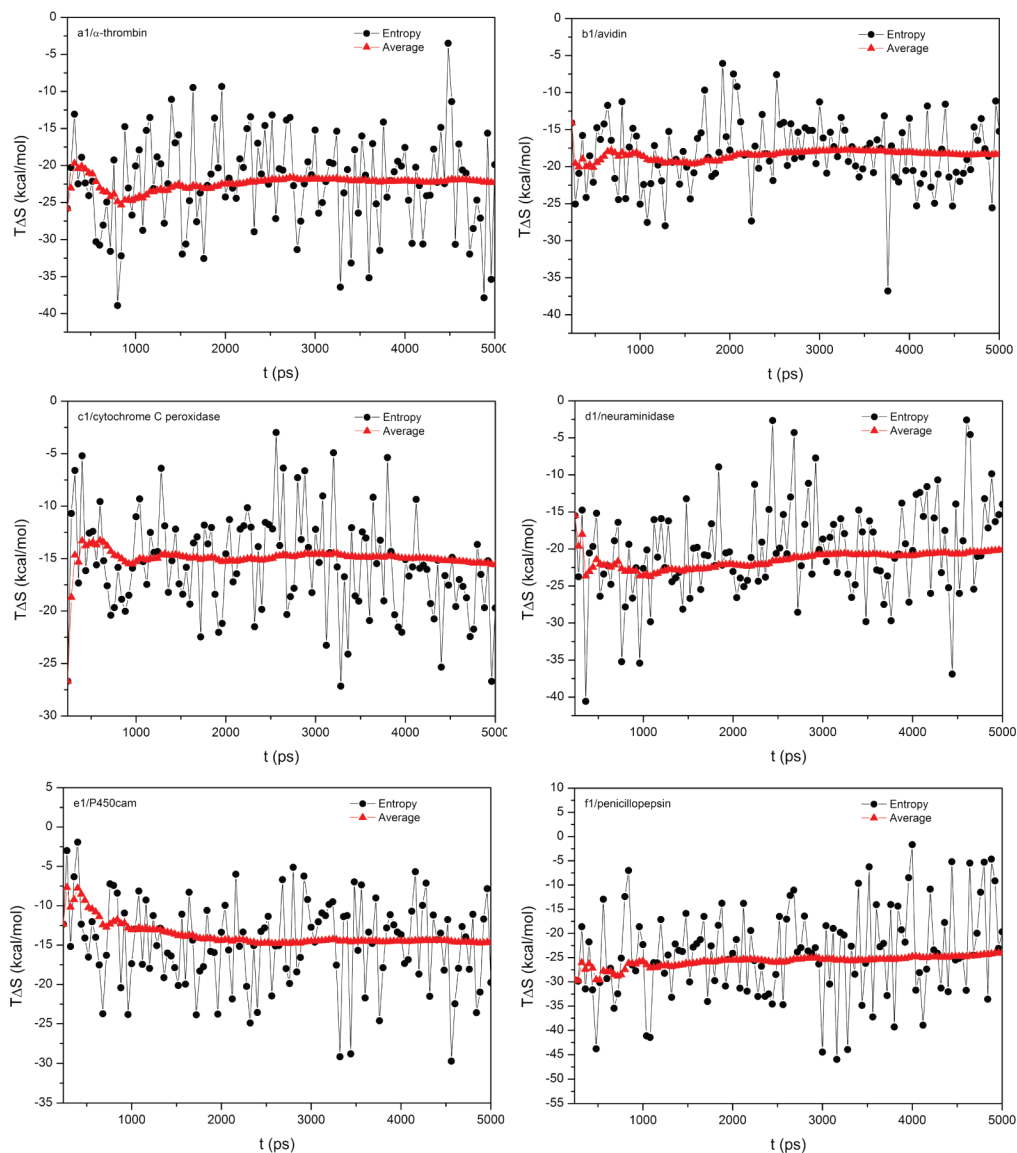 a1/α-thrombin
Entropy
Average
0
-5
-10
-15
-20
-25
-30
-35
-40
TΔS (kcal/mol)
1000 2000 3000 4000 5000
t (ps)
b1/avidin
Entropy
Average
0
-5
-10
-15
-20
-25
-30
-35
-40
TΔS (kcal/mol)
1000 2000 3000 4000 5000
t (ps)
c1/cytochrome C peroxidase
Entropy
Average
0
-5
-10
-15
-20
-25
-30
TΔS (kcal/mol)
1000 2000 3000 4000 5000
t (ps)
d1/neuraminidase
Entropy
Average
0
-5
-10
-15
-20
-25
-30
-35
-40
TΔS (kcal/mol)
1000 2000 3000 4000 5000
t (ps)
e1/P450cam
Entropy
Average
5
0
-5
-10
-15
-20
-25
-30
-35
TΔS (kcal/mol)
1000 2000 3000 4000 5000
t (ps)
f1/penicillopepsin
Entropy
Average
10
5
0
-5
-10
-15
-20
-25
-30
-35
-40
-45
-50
-55
TΔS (kcal/mol)
1000 2000 3000 4000 5000
t (ps)